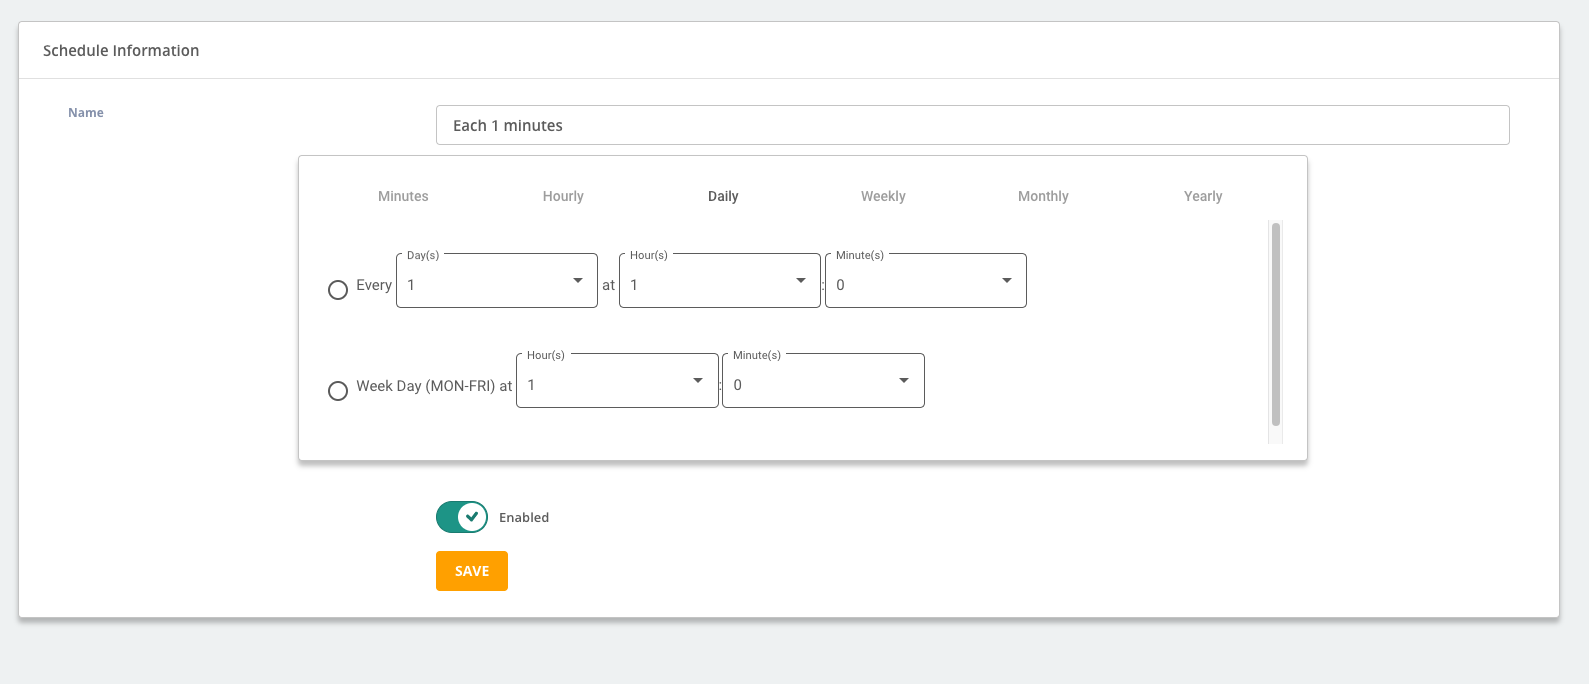 Schedule Information
Name
Each 1 minutes
Minutes Hourly Daily Weekly Monthly Yearly
Day(s) Hour(s) Minute(s)
Every 1 at 1 : 0
Hour(s) Minute(s)
Week Day (MON-FRI) at 1 : 0
Enabled
SAVE